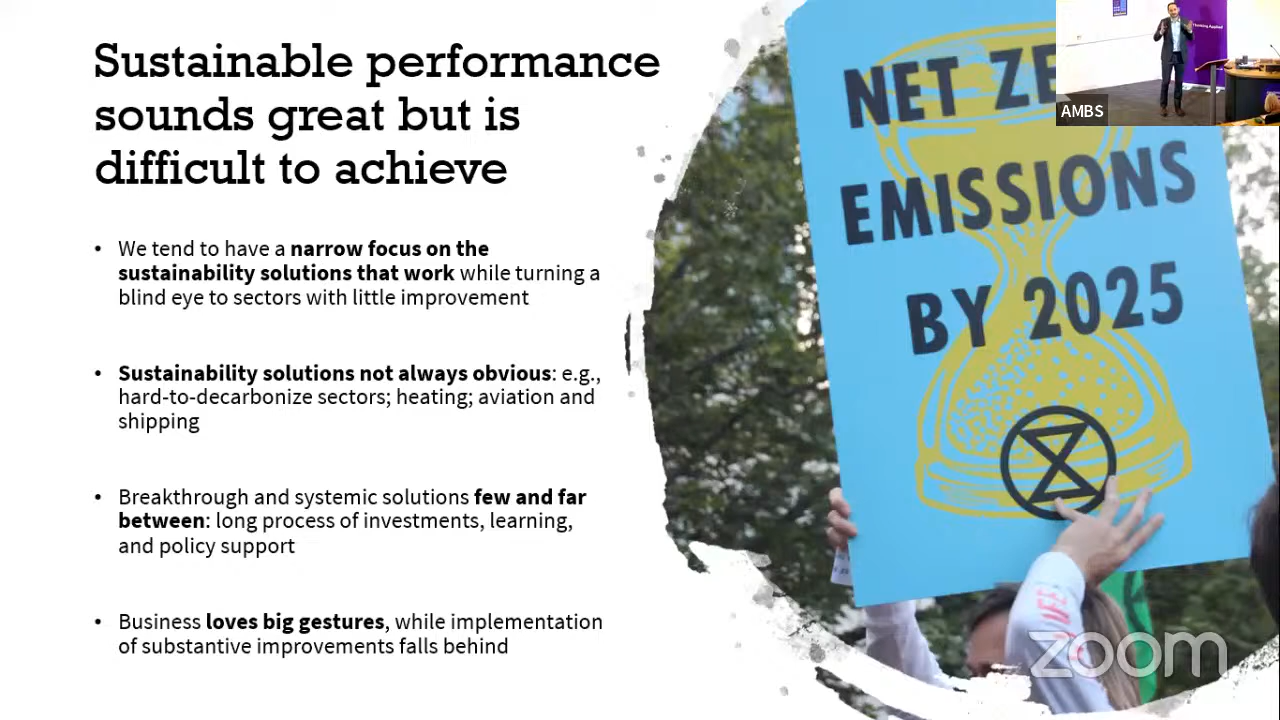 Sustainable performance
sounds great but is
difficult to achieve
• We tend to have a narrow focus on the
sustainability solutions that work while turning a
blind eye to sectors with little improvement
• Sustainability solutions not always obvious: e.g.,
hard-to-decarbonize sectors; heating; aviation and
shipping
• Breakthrough and systemic solutions few and far
between: long process of investments, learning,
and policy support
• Business loves big gestures, while implementation
of substantive improvements falls behind
NET ZE
EMISSIONS
BY 2025
Thinking Applied
AMBS
zoom